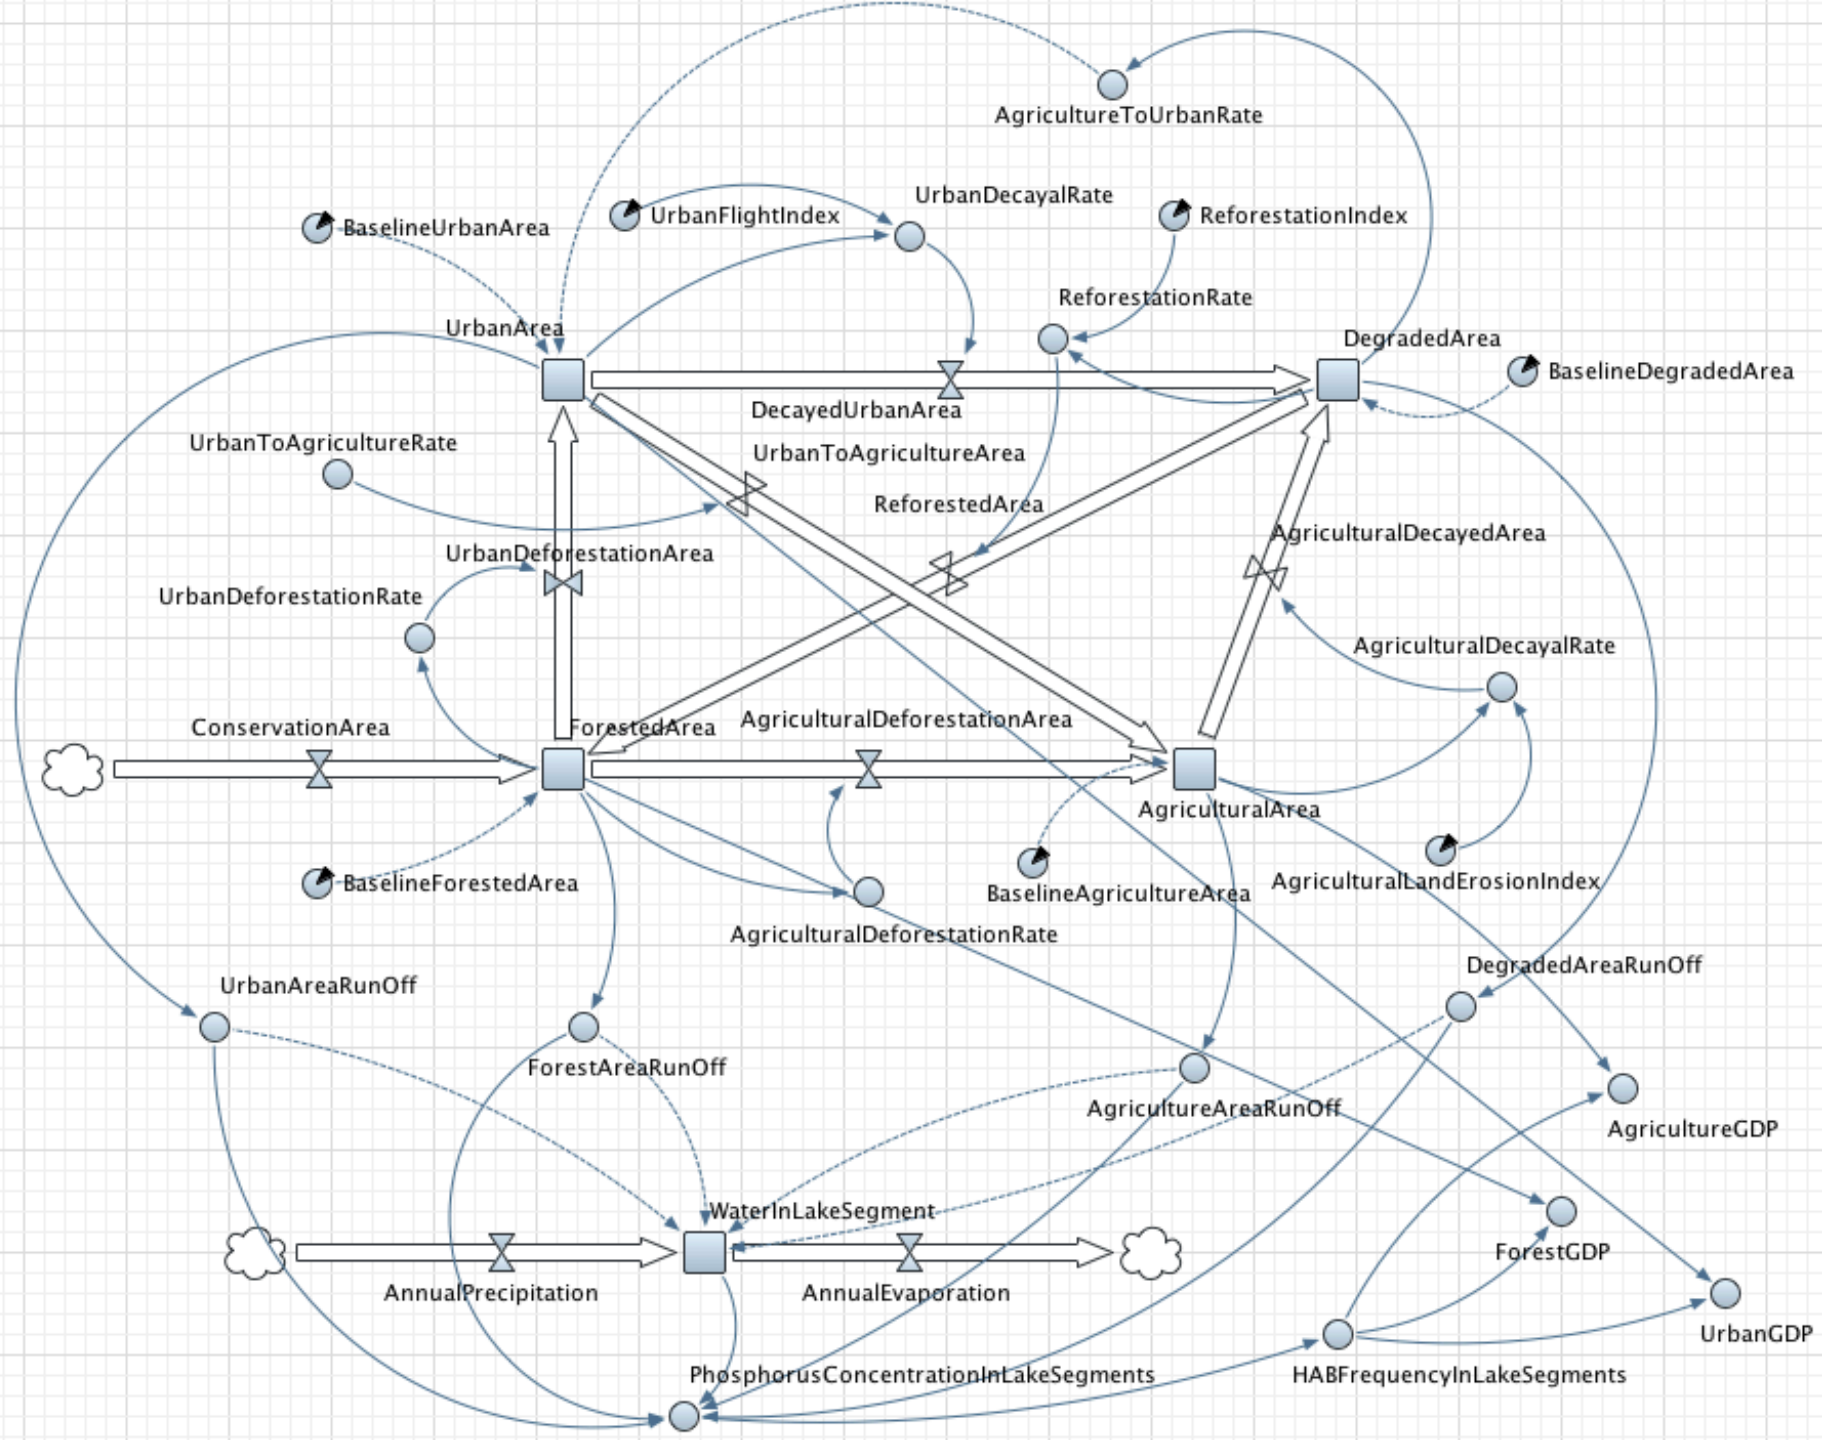 AgricultureToUrbanRate
UrbanDecayalRate
BaselineUrbanArea
UrbanFlightIndex
ReforestationIndex
ReforestationRate
UrbanArea
DegradedArea
BaselineDegradedArea
DecayedUrbanArea
UrbanToAgricultureRate
UrbanToAgricultureArea
ReforestedArea
AgriculturalDecayedArea
UrbanDeforestationArea
UrbanDeforestationRate
AgriculturalDecayalRate
ConservationArea
ForestedArea
AgriculturalDeforestationArea
AgriculturalArea
BaselineForestedArea
BaselineAgricultureArea
AgriculturalLandErosionIndex
AgriculturalDeforestationRate
DegradedAreaRunOff
UrbanAreaRunOff
ForestAreaRunOff
AgricultureAreaRunOff
AgricultureGDP
WaterInLakeSegment
ForestGDP
AnnualPrecipitation
AnnualEvaporation
UrbanGDP
PhosphorusConcentrationInLakeSegments
HABFrequencyInLakeSegments